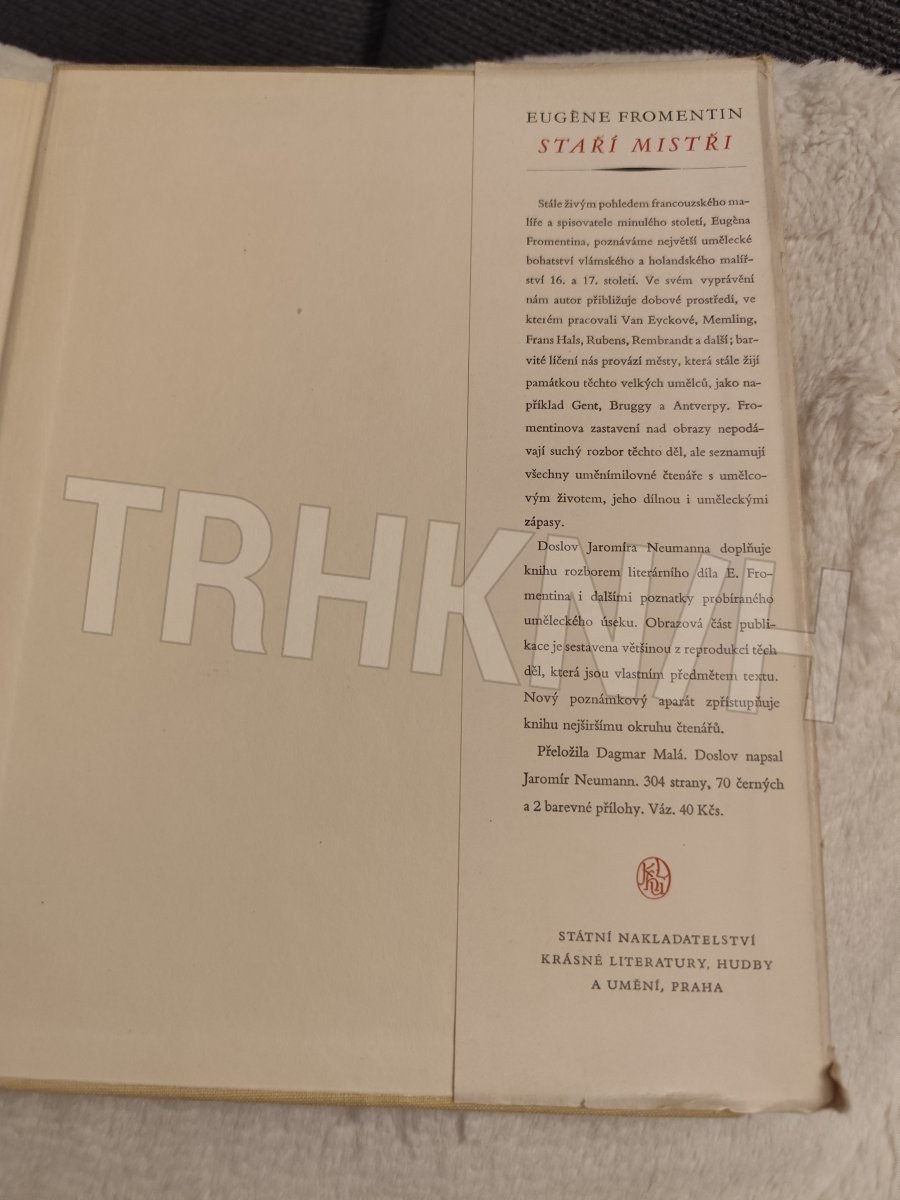 EUGÈNE FROMENTIN
STAŘÍ MISTŘI
Stále živým pohledem francouzského ma-
líře a spisovatele minulého století, Eugèna
Fromentina, poznáváme největší umělecké
bohatství vlámského a holandského malíř-
ství 16. a 17. století. Ve svém vyprávění
nám autor přibližuje dobové prostředí, ve
kterém pracovali Van Eyckové, Memling,
Frans Hals, Rubens, Rembrandt a další; bar-
vité líčení nás provází městy, která stále žijí
památkou těchto velkých umělců, jako na-
příklad Gent, Bruggy a Antverpy. Fro-
mentinova zastavení nad obrazy nepodá-
vají suchý rozbor těchto děl, ale seznamují
všechny uměnímilovné čtenáře s umělco-
vým životem, jeho dílnou i uměleckými
zápasy.
Doslov Jaromíra Neumanna doplňuje
knihu rozborem literárního díla E. Fro-
mentina i dalšími poznatky probíraného
uměleckého úseku. Obrazová část publi-
kace je sestavena většinou z reprodukcí těch
děl, která jsou vlastním předmětem textu.
Nový poznámkový aparát zpřístupňuje
knihu nejširšímu okruhu čtenářů.
Přeložila Dagmar Malá. Doslov napsal
Jaromír Neumann. 304 strany, 70 černých
a 2 barevné přílohy. Váz. 40 Kčs.
STÁTNÍ NAKLADATELSTVÍ
KRÁSNÉ LITERATURY, HUDBY
A UMĚNÍ, PRAHA
TRHKNIH